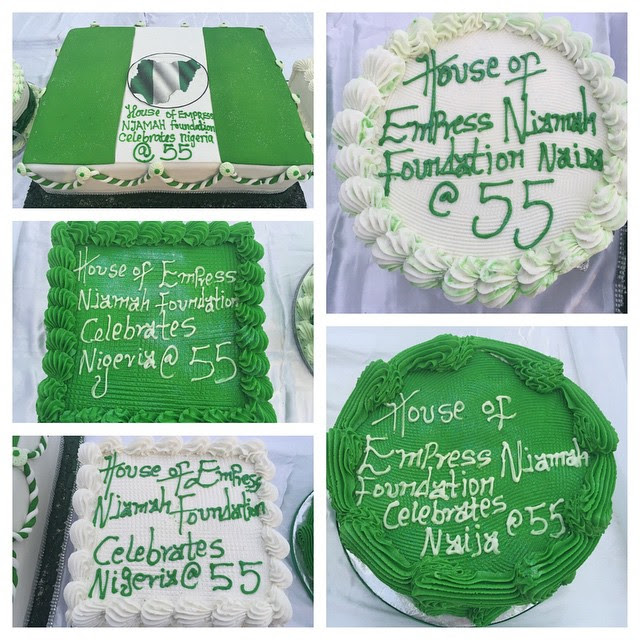 House of Empress
Njamah Foundation
Celebrates Nigeria
@ 55
House of
Empress Njamah
Foundation Naija
@ 55
House of Empress
Njamah Foundation
Celebrates
Nigeria @ 55
House of
Empress Njamah
Foundation
Celebrates @ 55
Naija
House of Empress
Njamah Foundation
Celebrates
Nigeria @ 55